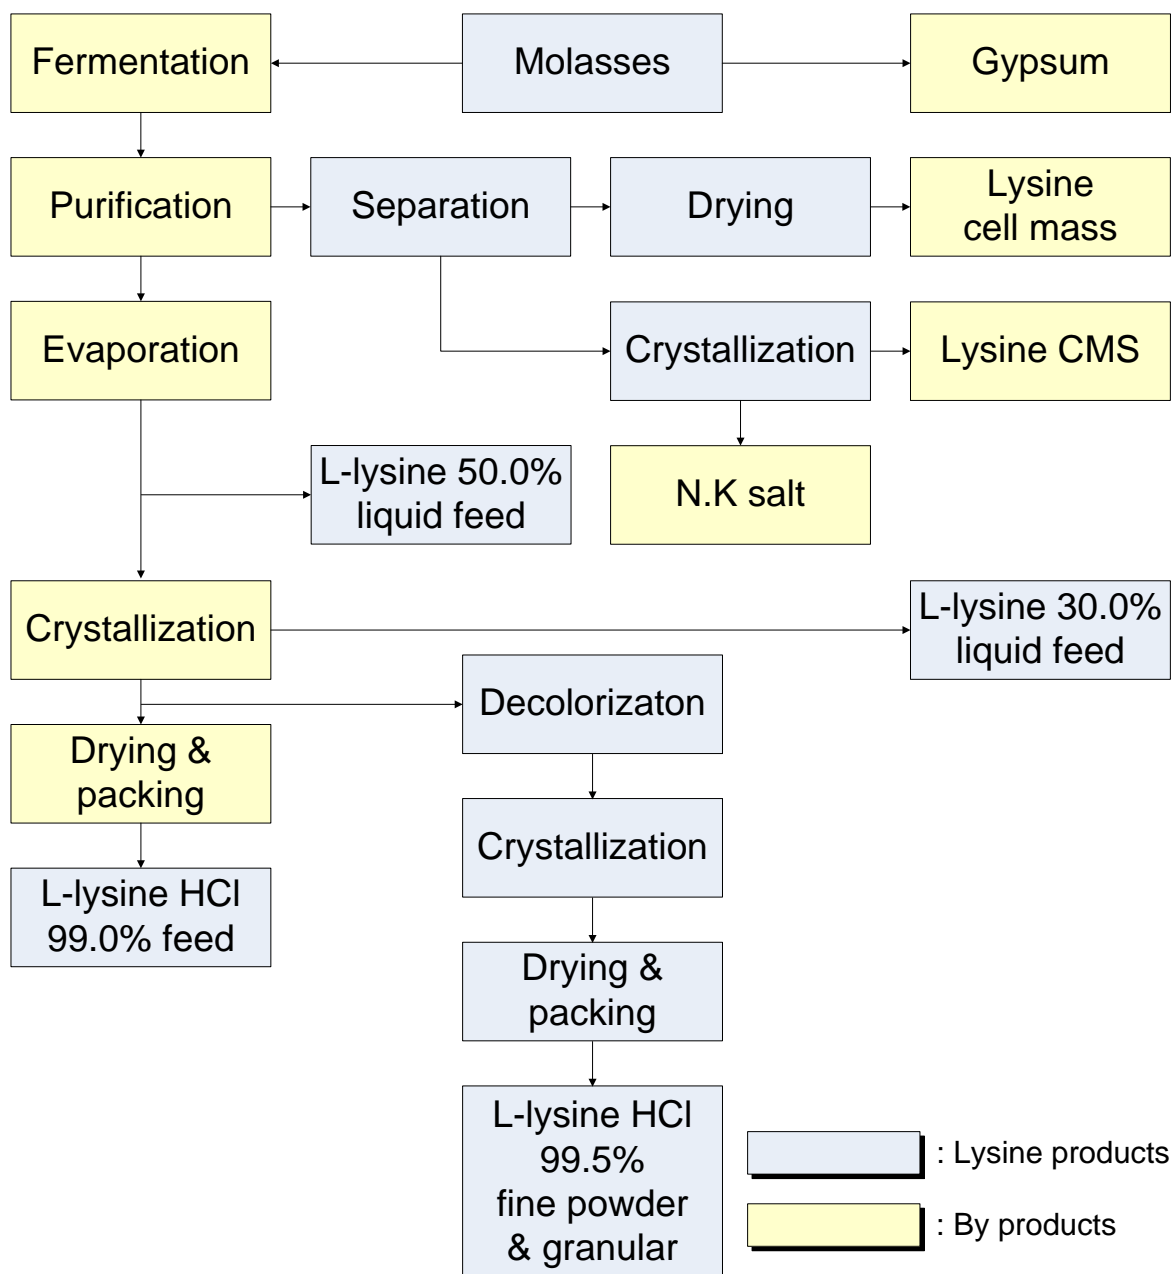 Fermentation
Molasses
Gypsum
Purification
Separation
Drying
Lysine
cell mass
Evaporation
Crystallization
Lysine CMS
L-lysine 50.0%
liquid feed
N.K salt
Crystallization
L-lysine 30.0%
liquid feed
Decolorizaton
Drying &
packing
Crystallization
L-lysine HCl
99.0% feed
Drying &
packing
L-lysine HCl
99.5%
fine powder
& granular
: Lysine products
: By products